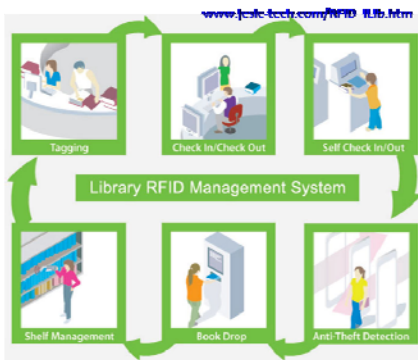 Tagging
Check In/Check Out
Self Check In/Out
Library RFID Management System
Shelf Management
Book Drop
Anti-Theft Detection